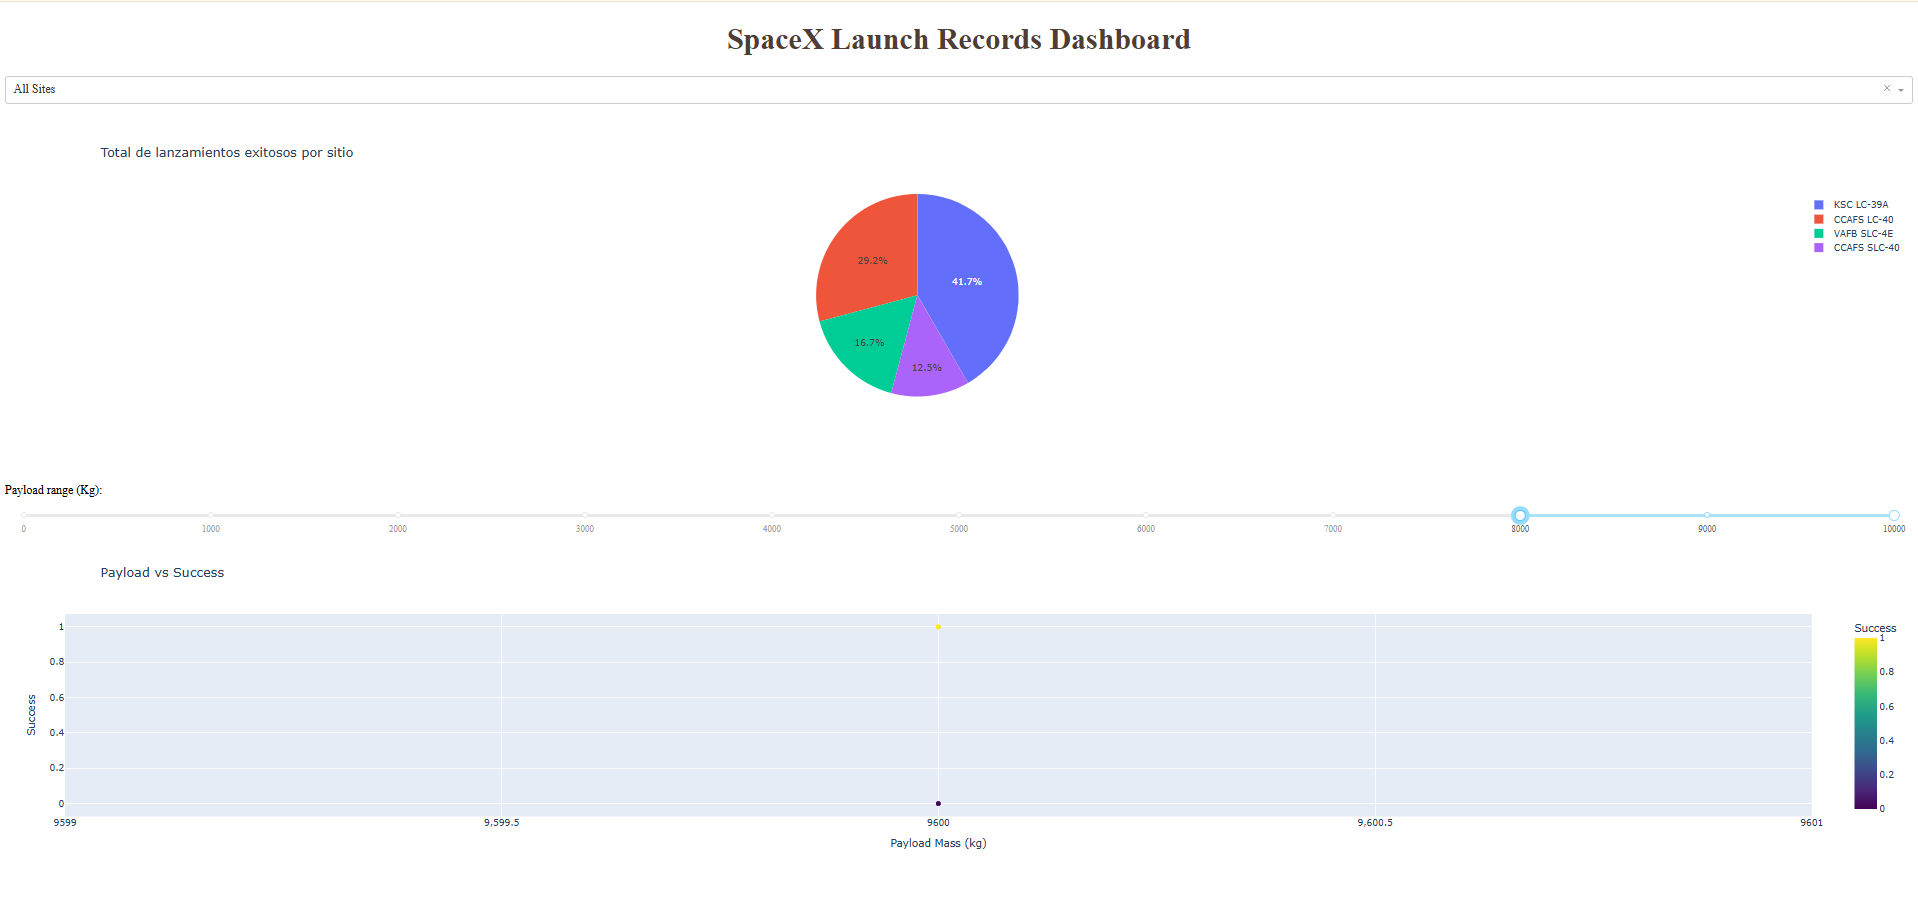 SpaceX Launch Records Dashboard
All Sites
Total de lanzamientos exitosos por sitio
KSC LC-39A
CCAFS LC-40
VAFB SLC-4E
CCAFS SLC-40
29.2%
41.7%
16.7%
12.5%
Payload range (Kg):
0 1000 2000 3000 4000 5000 6000 7000 8000 9000 10000
Payload vs Success
Success
1
0.8
0.6
0.4
0.2
0
9599 9,599.5 9600 9,600.5 9601
Payload Mass (kg)
Success
1
0.8
0.6
0.4
0.2
0